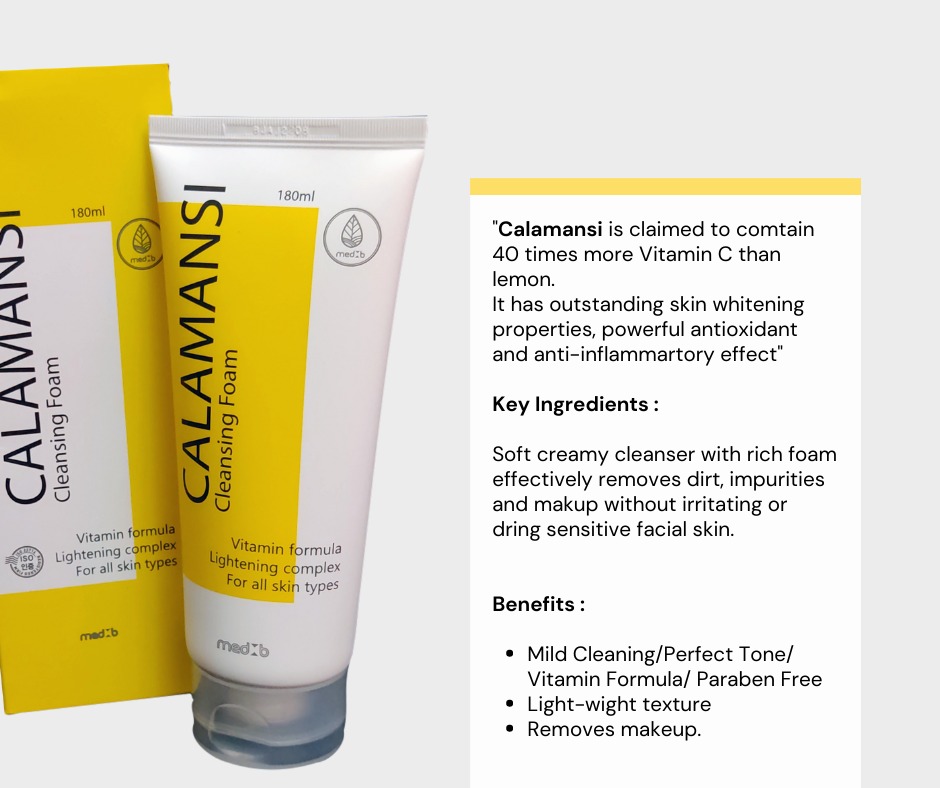 180ml
CALAMANSI
Cleansing Foam
med:b
Vitamin formula
Lightening complex
For all skin types
ISO
인증
med:b
180ml
CALAMANSI
Cleansing Foam
med:b
Vitamin formula
Lightening complex
For all skin types
med:b
"Calamansi is claimed to comtain
40 times more Vitamin C than
lemon.
It has outstanding skin whitening
properties, powerful antioxidant
and anti-inflammartory effect"
Key Ingredients :
Soft creamy cleanser with rich foam
effectively removes dirt, impurities
and makup without irritating or
dring sensitive facial skin.
Benefits :
Mild Cleaning/Perfect Tone/
Vitamin Formula/ Paraben Free
Light-wight texture
Removes makeup.